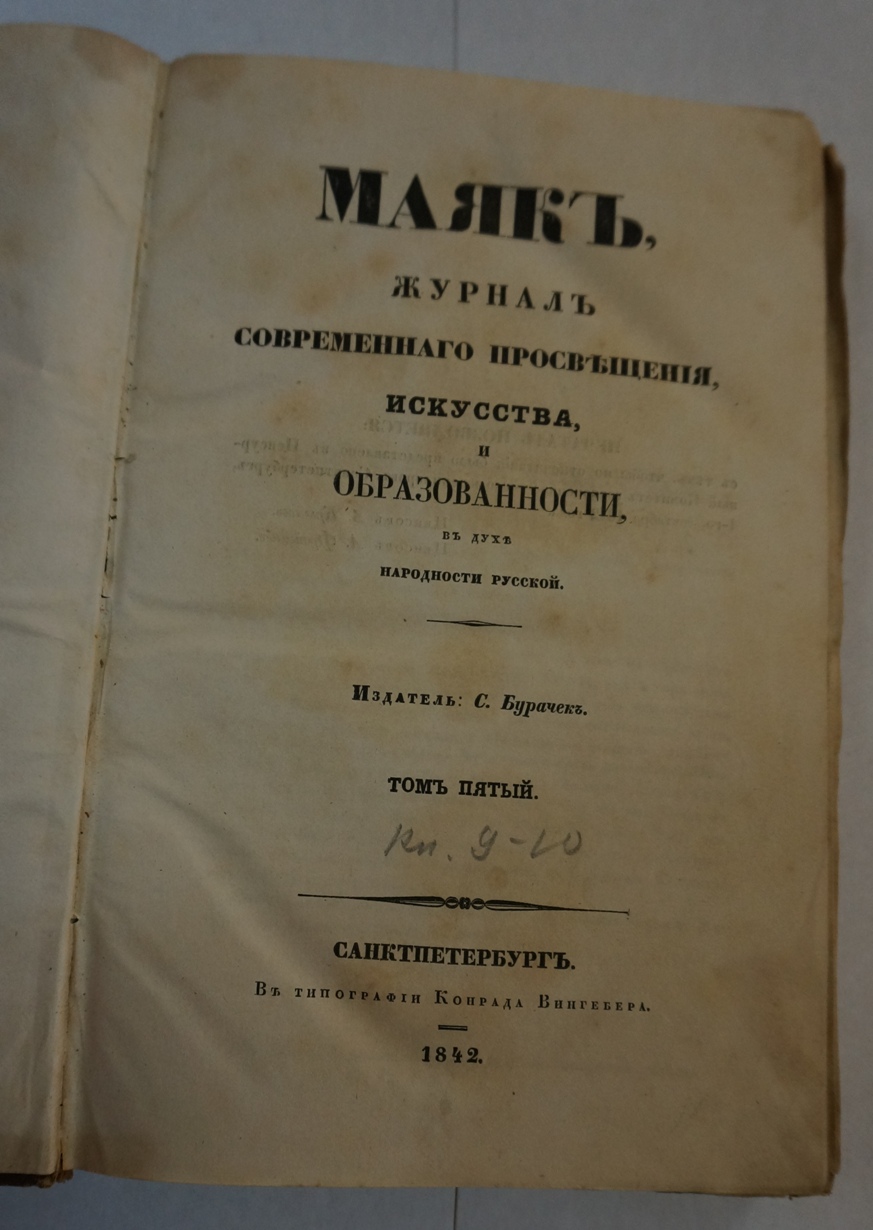 МАЯКЪ,
ЖУРНАЛЪ
СОВРЕМЕННАГО ПРОСВѢЩЕНІЯ,
ИСКУССТВА,
И
ОБРАЗОВАННОСТИ,
ВЪ ДУХѢ
НАРОДНОСТИ РУССКОЙ.
Издатель: С. Бурачекъ.
ТОМЪ ПЯТЫЙ.
Кн. 9-10
САНКТПЕТЕРБУРГЪ.
Въ типографіи Конрада Вингебера.
1842.